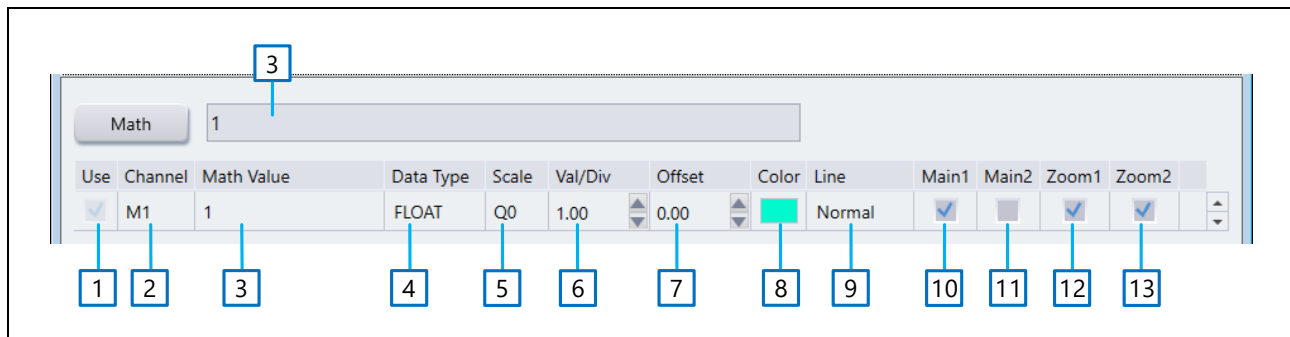 3
Math 1
Use Channel Math Value Data Type Scale Val/Div Offset Color Line Main1 Main2 Zoom1 Zoom2
M1 1 FLOAT Q0 1.00 0.00 Normal
1 2 3 4 5 6 7 8 9 10 11 12 13